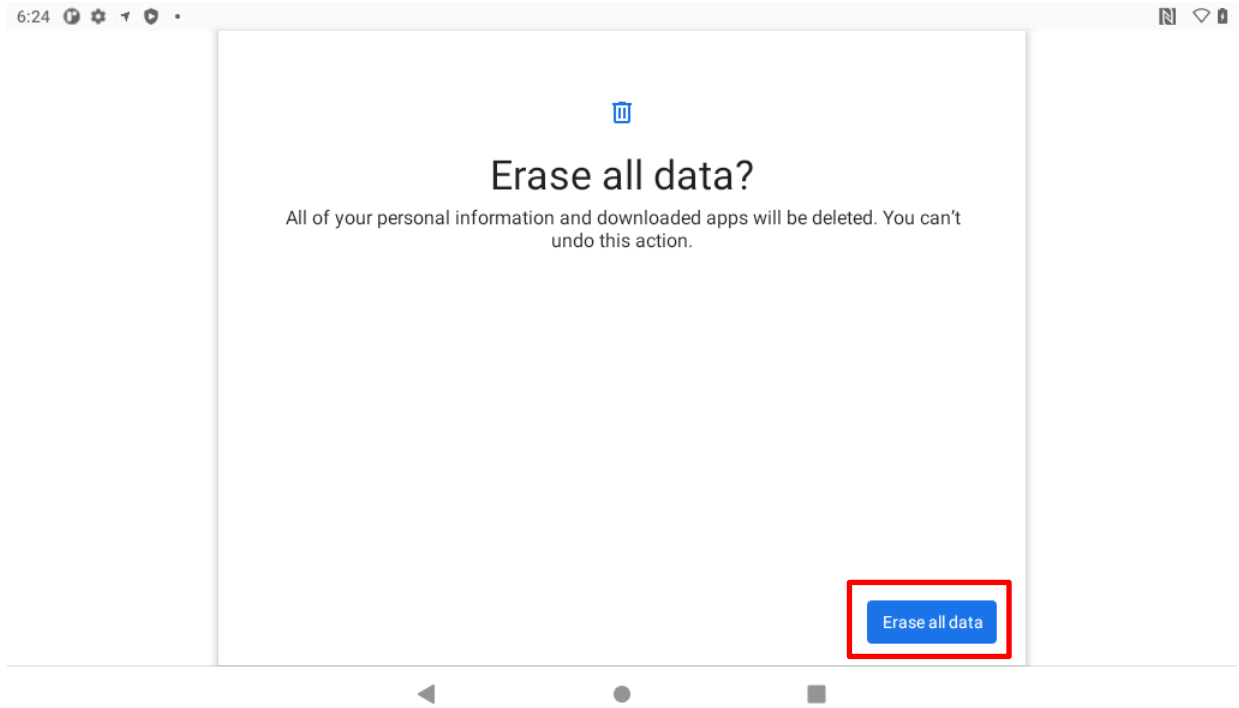 6:24
Erase all data?
All of your personal information and downloaded apps will be deleted. You can’t
undo this action.
Erase all data